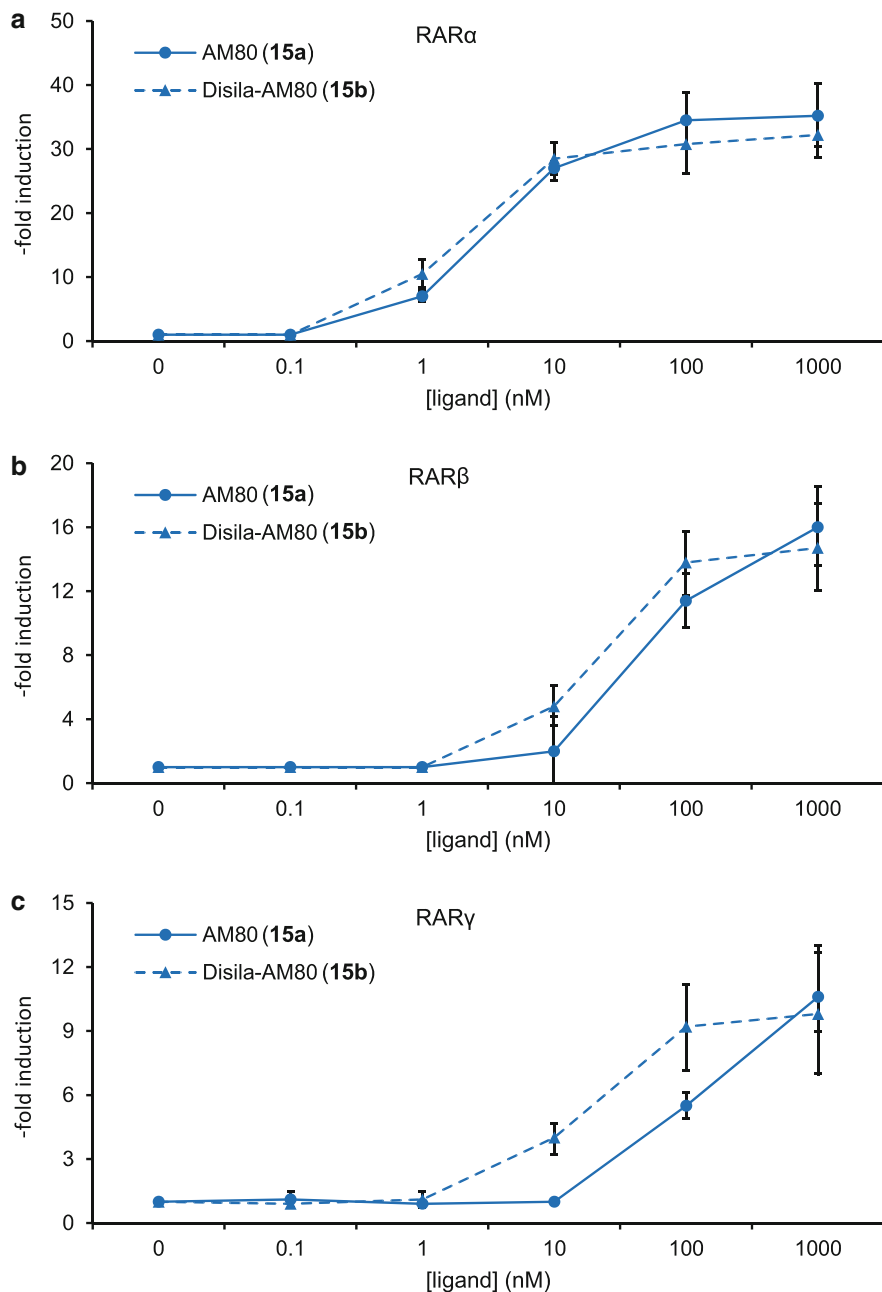 a
50
40
30
20
10
0
-fold induction
RARα
AM80 (15a)
Disila-AM80 (15b)
0 0.1 1 10 100 1000
[ligand] (nM)
b
20
16
12
8
4
0
-fold induction
RARβ
AM80 (15a)
Disila-AM80 (15b)
0 0.1 1 10 100 1000
[ligand] (nM)
c
15
12
9
6
3
0
-fold induction
RARγ
AM80 (15a)
Disila-AM80 (15b)
0 0.1 1 10 100 1000
[ligand] (nM)